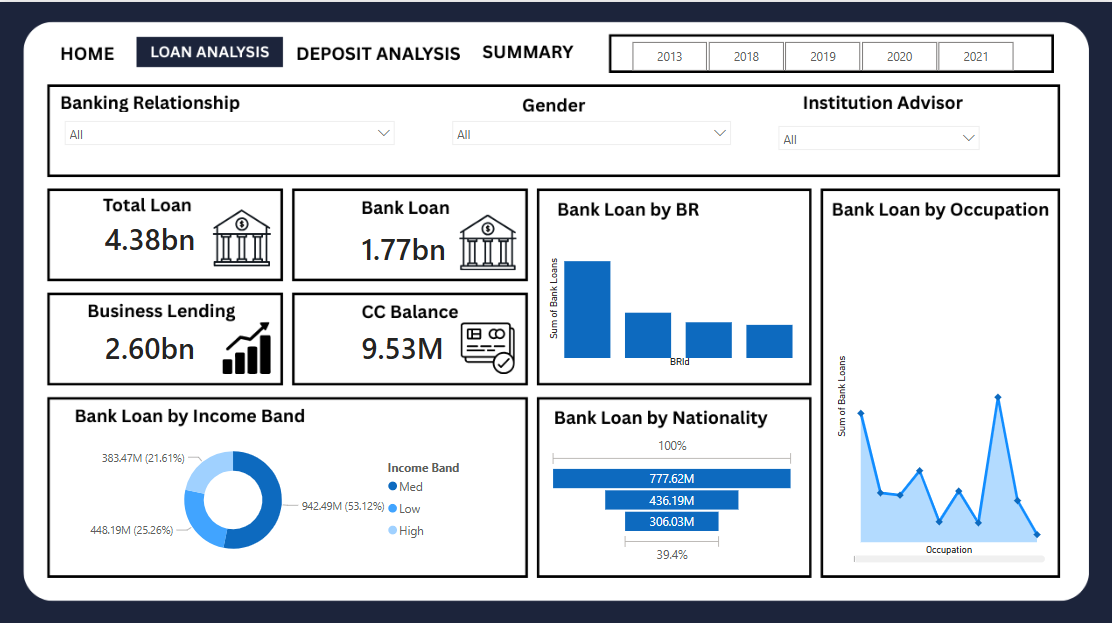 HOME
LOAN ANALYSIS
DEPOSIT ANALYSIS
SUMMARY
2013
2018
2019
2020
2021
Banking Relationship
All
Gender
All
Institution Advisor
All
Total Loan
4.38bn
Bank Loan
1.77bn
Business Lending
2.60bn
CC Balance
9.53M
Bank Loan by BR
Sum of Bank Loans
BRId
Bank Loan by Occupation
Sum of Bank Loans
Occupation
Bank Loan by Income Band
383.47M (21.61%)
448.19M (25.26%)
942.49M (53.12%)
Income Band
Med
Low
High
Bank Loan by Nationality
100%
777.62M
436.19M
306.03M
39.4%